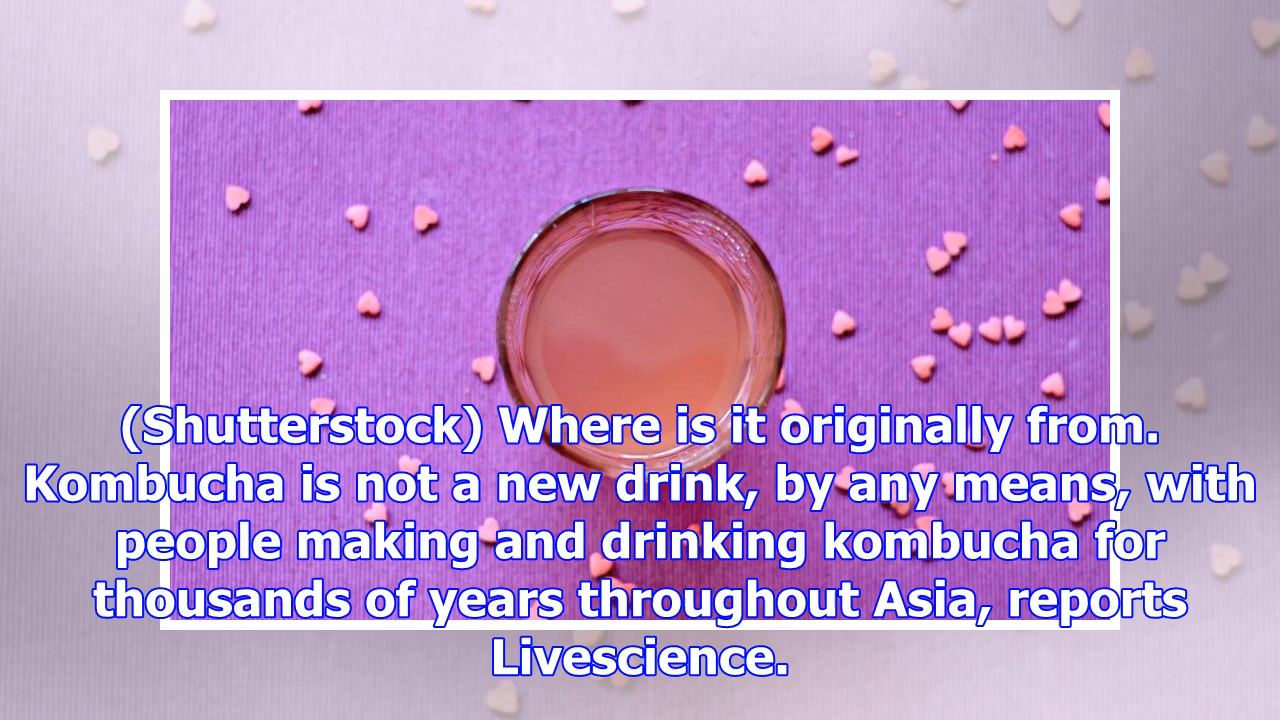 (Shutterstock) Where is it originally from.
Kombucha is not a new drink, by any means, with
people making and drinking kombucha for
thousands of years throughout Asia, reports
Livescience.